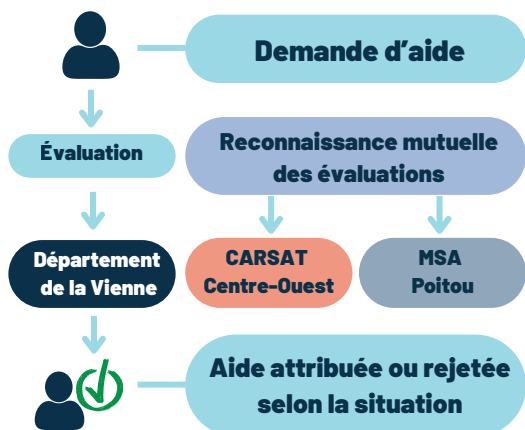 Demande d’aide
Évaluation
Reconnaissance mutuelle
des évaluations
Département
de la Vienne
CARSAT
Centre-Ouest
MSA
Poitou
Aide attribuée ou rejetée
selon la situation